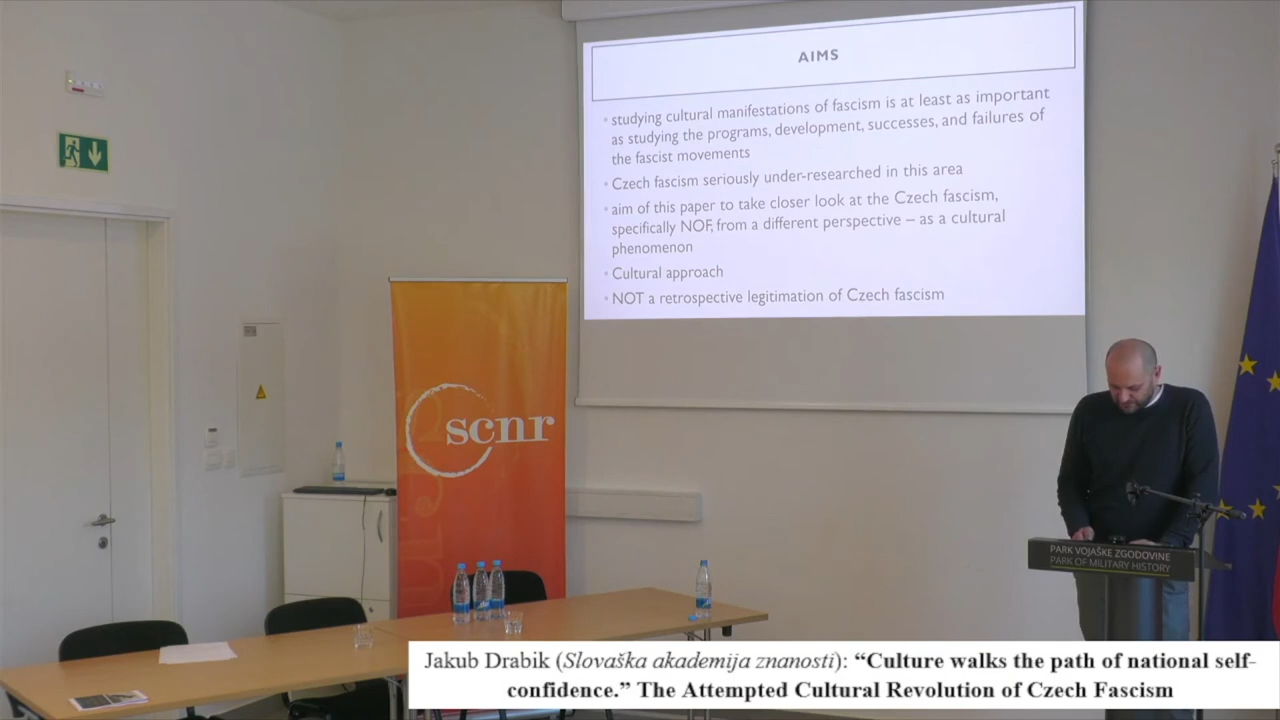 AIMS
• studying cultural manifestations of fascism is at least as important
as studying the programs, development, successes, and failures of
the fascist movements
• Czech fascism seriously under-researched in this area
• aim of this paper to take closer look at the Czech fascism,
specifically NOF, from a different perspective – as a cultural
phenomenon
• Cultural approach
• NOT a retrospective legitimation of Czech fascism
scnr
PARK VOJAŠKE ZGODOVINE
PARK OF MILITARY HISTORY
Jakub Drabik (Slovaška akademija znanosti): “Culture walks the path of national self-
confidence.” The Attempted Cultural Revolution of Czech Fascism